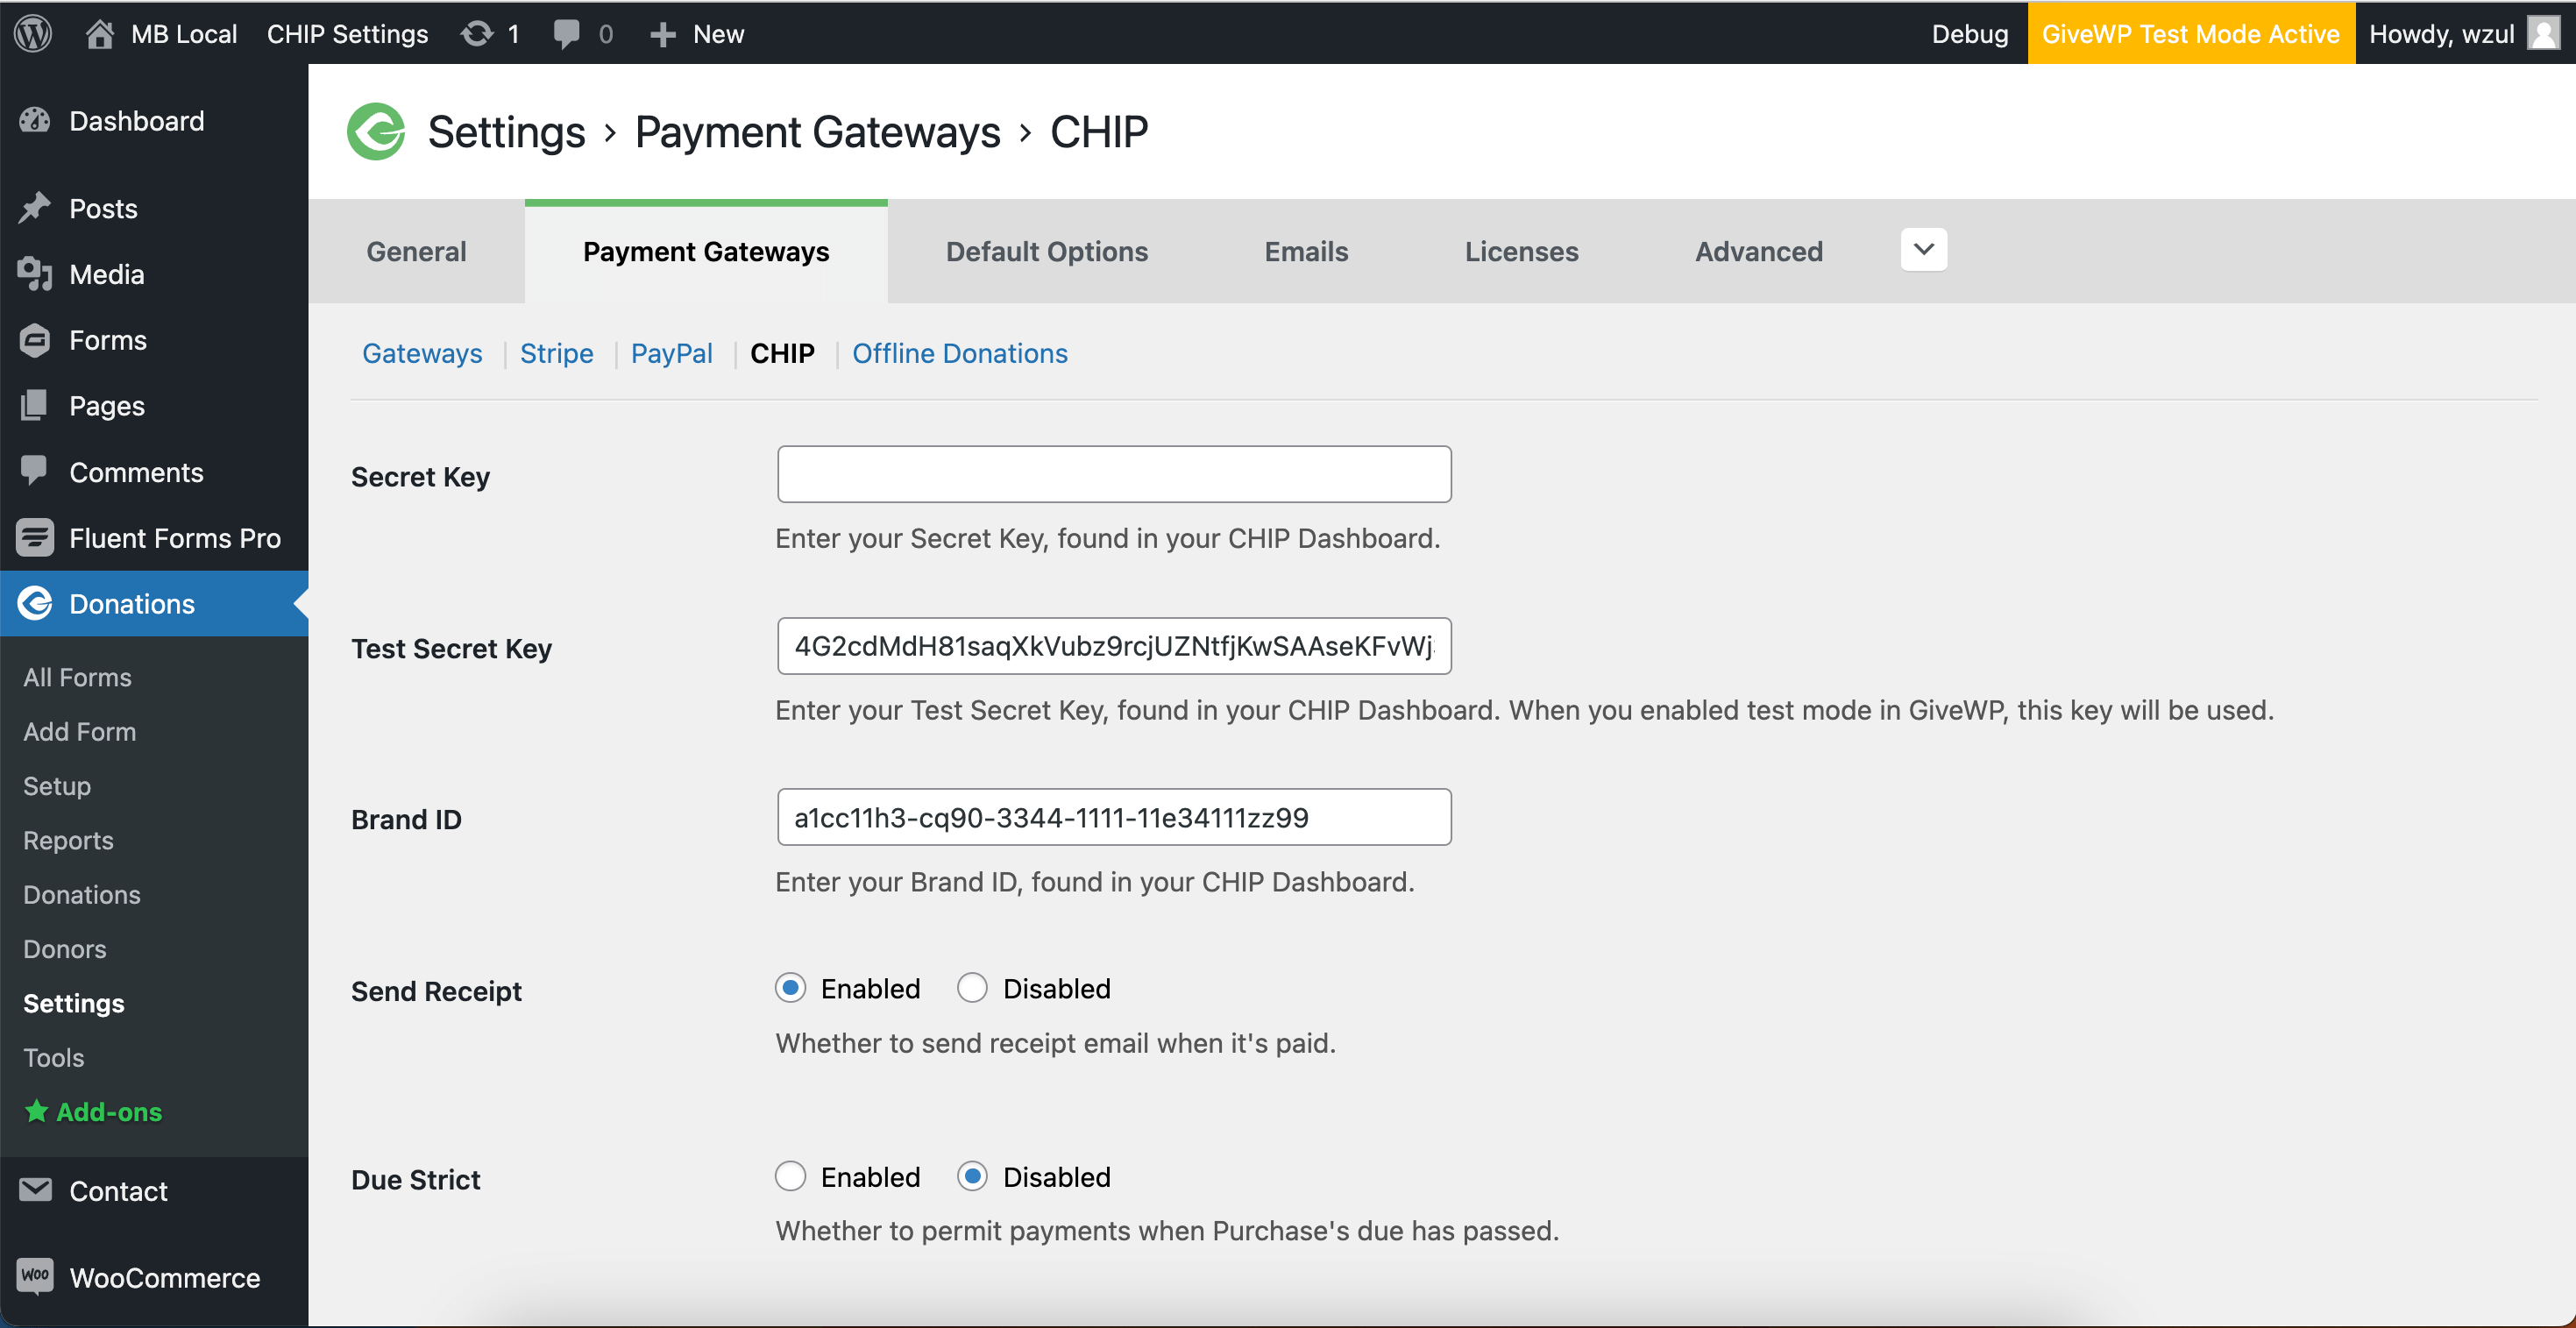 MB Local CHIP Settings 1 0 New Debug GiveWP Test Mode Active Howdy, wzul
Dashboard
Posts
Media
Forms
Pages
Comments
Fluent Forms Pro
Donations
All Forms
Add Form
Setup
Reports
Donations
Donors
Settings
Tools
Add-ons
Contact
WooCommerce
Settings › Payment Gateways › CHIP
General Payment Gateways Default Options Emails Licenses Advanced
Gateways | Stripe | PayPal | CHIP | Offline Donations
Secret Key
Enter your Secret Key, found in your CHIP Dashboard.
Test Secret Key 4G2cdMdH81saqXkVubz9rcjUZNtfjKwSAAseKFvWj
Enter your Test Secret Key, found in your CHIP Dashboard. When you enabled test mode in GiveWP, this key will be used.
Brand ID a1cc11h3-cq90-3344-1111-11e34111zz99
Enter your Brand ID, found in your CHIP Dashboard.
Send Receipt Enabled Disabled
Whether to send receipt email when it's paid.
Due Strict Enabled Disabled
Whether to permit payments when Purchase's due has passed.